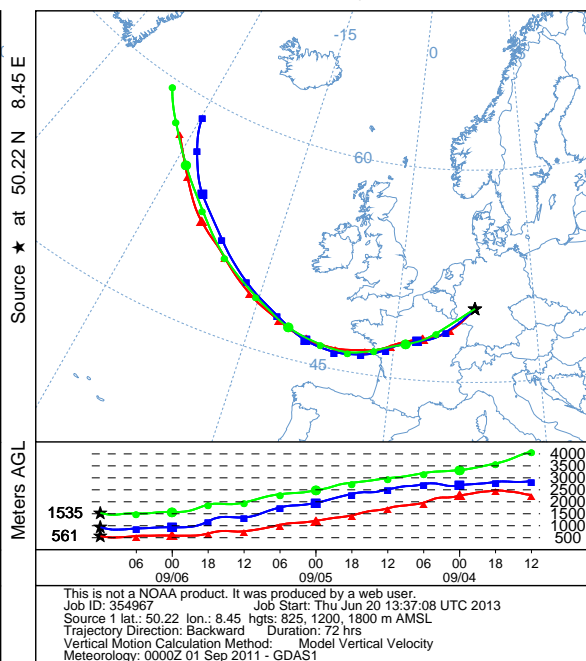 -15
0
60
45
Source ★ at 50.22 N 8.45 E
Meters AGL
4000
3500
3000
2500
2000
1500
1000
500
1535
561
06 00 18 12 06 00 18 12 06 00 18 12
09/06 09/05 09/04
This is not a NOAA product. It was produced by a web user.
Job ID: 354967 Job Start: Thu Jun 20 13:37:08 UTC 2013
Source 1 lat.: 50.22 lon.: 8.45 hgts: 825, 1200, 1800 m AMSL
Trajectory Direction: Backward Duration: 72 hrs
Vertical Motion Calculation Method: Model Vertical Velocity
Meteorology: 0000Z 01 Sep 2011 - GDAS1